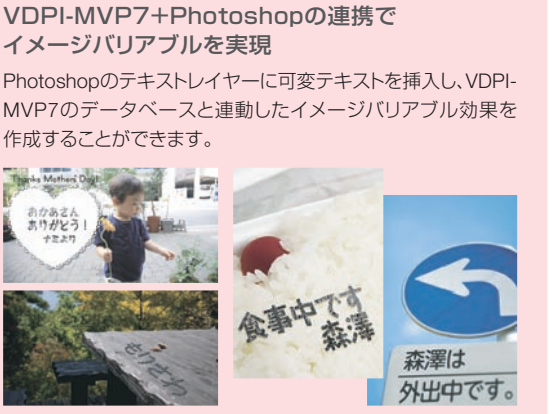 VDPI-MVP7+Photoshopの連携で
イメージバリアブルを実現
Photoshopのテキストレイヤーに可変テキストを挿入し、VDPI-
MVP7のデータベースと連動したイメージバリアブル効果を
作成することができます。
Thanks Mothers' Day!
おかあさん
ありがとう!
ナミより
もりさわ
食事中です
森澤
森澤は
外出中です。